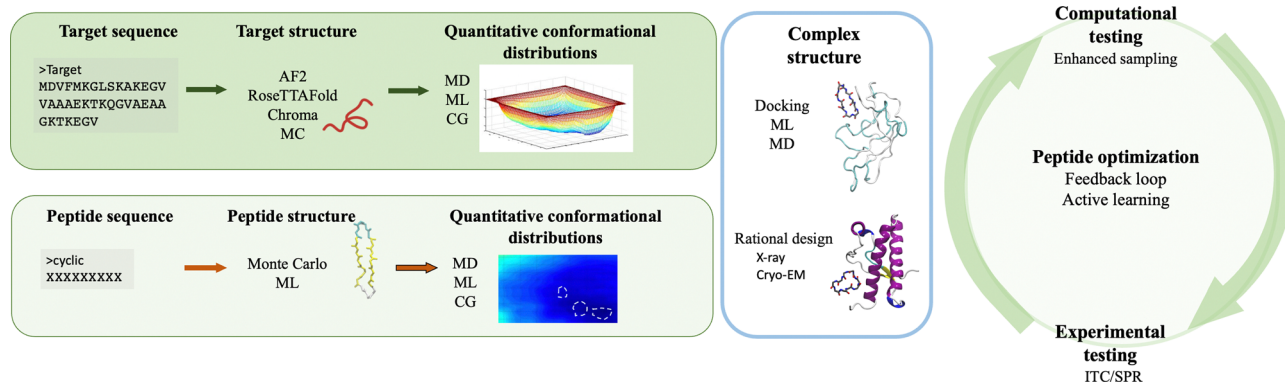 Target sequence
>Target
MDVFMKGLSKAKEGV
VAAAEKTKQGVAEAA
GKTKEGV
Target structure
AF2
RoseTTAFold
Chroma
MC
Quantitative conformational
distributions
MD
ML
CG
Peptide sequence
>cyclic
XXXXXXXXX
Peptide structure
Monte Carlo
ML
Quantitative conformational
distributions
MD
ML
CG
Complex
structure
Docking
ML
MD
Rational design
X-ray
Cryo-EM
Computational
testing
Enhanced sampling
Peptide optimization
Feedback loop
Active learning
Experimental
testing
ITC/SPR